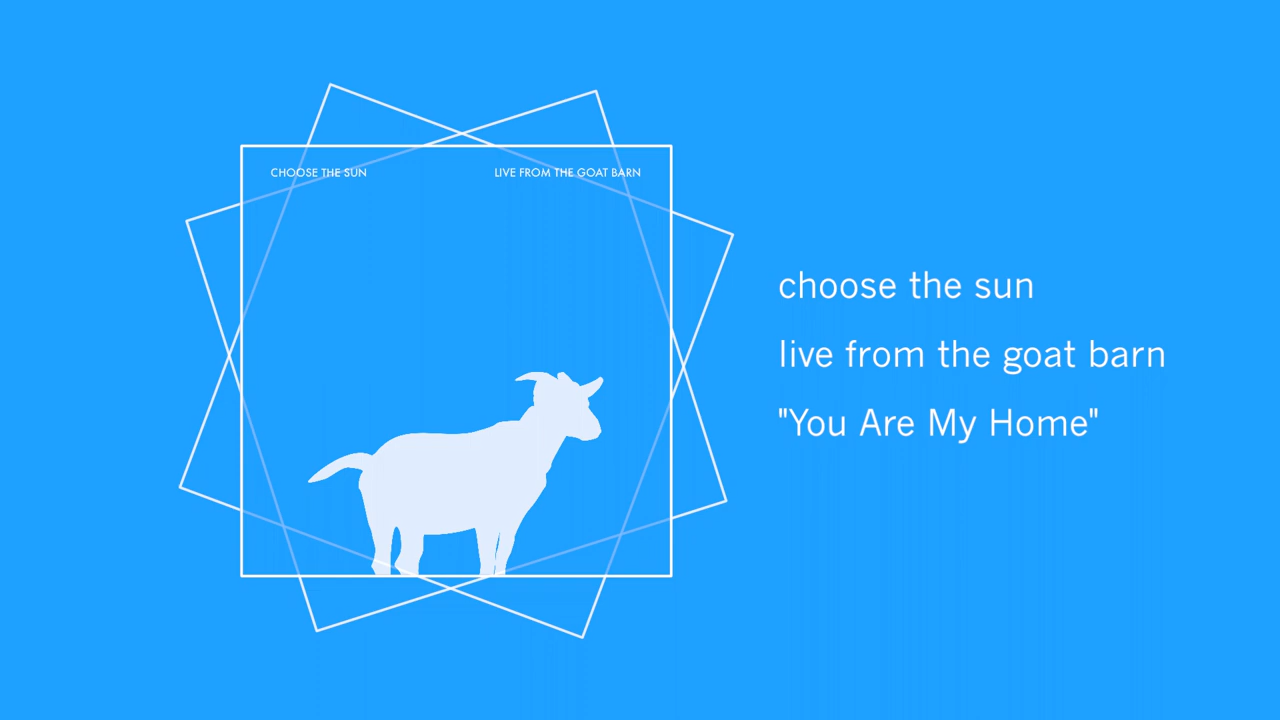 CHOOSE THE SUN
LIVE FROM THE GOAT BARN
choose the sun
live from the goat barn
"You Are My Home"